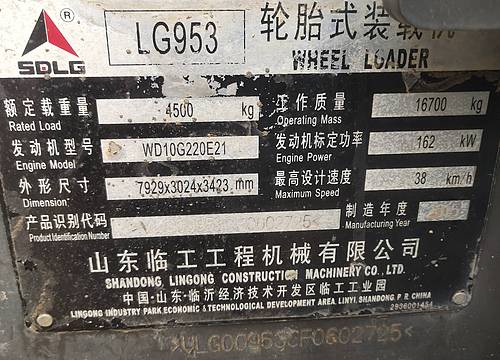 ®
SDLG
LG953
轮胎式装载机
WHEEL LOADER
额定载重量 4500 kg 工作质量 16700 kg
Rated Load Operating Mass
发动机型号 WD10G220E21 发动机标定功率 162 kW
Engine Model Engine Power
外形尺寸 7929x3024x3423 mm 最高设计速度 38 km/h
Dimension Maximum Speed
产品识别代码 制造年度
Product Identification Number Manufacturing Year
山东临工工程机械有限公司
SHANDONG LINGONG CONSTRUCTION MACHINERY CO., LTD.
中国·山东·临沂经济技术开发区临工工业园
LINGONG INDUSTRY PARK,ECONOMIC & TECHNOLOGICAL DEVELOPMENT AREA LINYI, SHANDONG, P. R. CHINA
2936001454